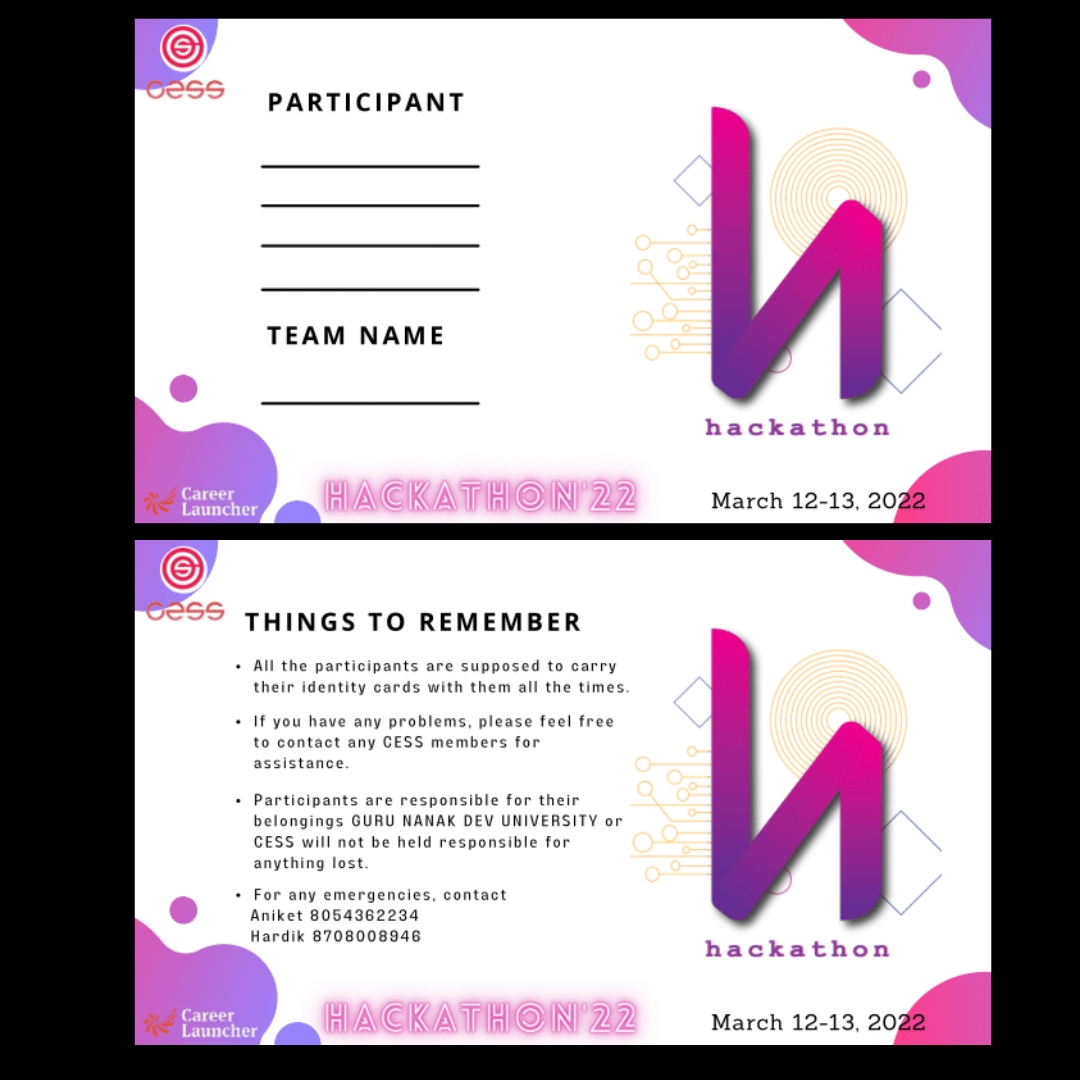 cess
PARTICIPANT
TEAM NAME
hackathon
Career
Launcher
HACKATHON'22
March 12-13, 2022
cess
THINGS TO REMEMBER
• All the participants are supposed to carry
their identity cards with them all the times.
• If you have any problems, please feel free
to contact any CESS members for
assistance.
• Participants are responsible for their
belongings GURU NANAK DEV UNIVERSITY or
CESS will not be held responsible for
anything lost.
• For any emergencies, contact
Aniket 8054362234
Hardik 8708008946
hackathon
Career
Launcher
HACKATHON'22
March 12-13, 2022